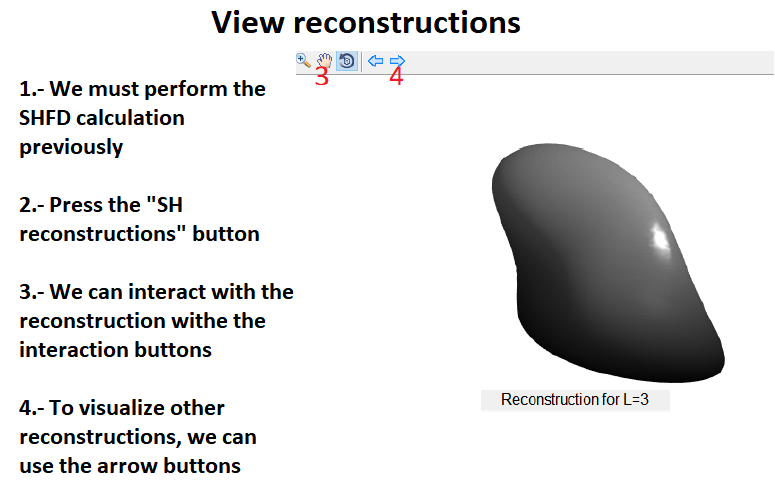 View reconstructions
3
4
1.- We must perform the
SHFD calculation
previously
2.- Press the "SH
reconstructions" button
3.- We can interact with the
reconstruction withe the
interaction buttons
4.- To visualize other
reconstructions, we can
use the arrow buttons
Reconstruction for L=3